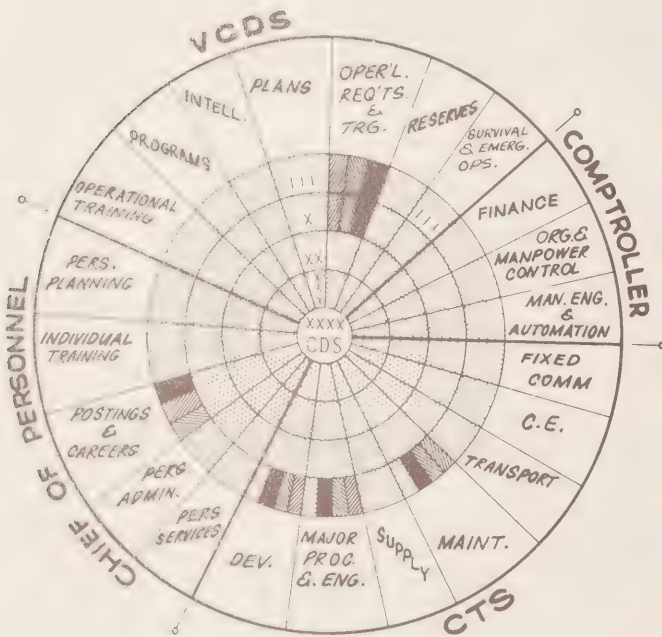 VCDS
PLANS
INTELL.
PROGRAMS
OPERATIONAL
TRAINING
OPER'L.
REQ'TS.
&
TRG.
RESERVES
SURVIVAL
& EMERG.
OPS.
COMPTROLLER
FINANCE
ORG. &
MANPOWER
CONTROL
MAN. ENG.
&
AUTOMATION
CTS
FIXED
COMM
C.E.
TRANSPORT
MAINT.
SUPPLY
MAJOR
PROC.
& ENG.
DEV.
CHIEF OF PERSONNEL
PERS.
PLANNING
INDIVIDUAL
TRAINING
POSTINGS
&
CAREERS
PERS.
ADMIN.
PERS
SERVICES
III
X
XX
III
XXXX
CDS